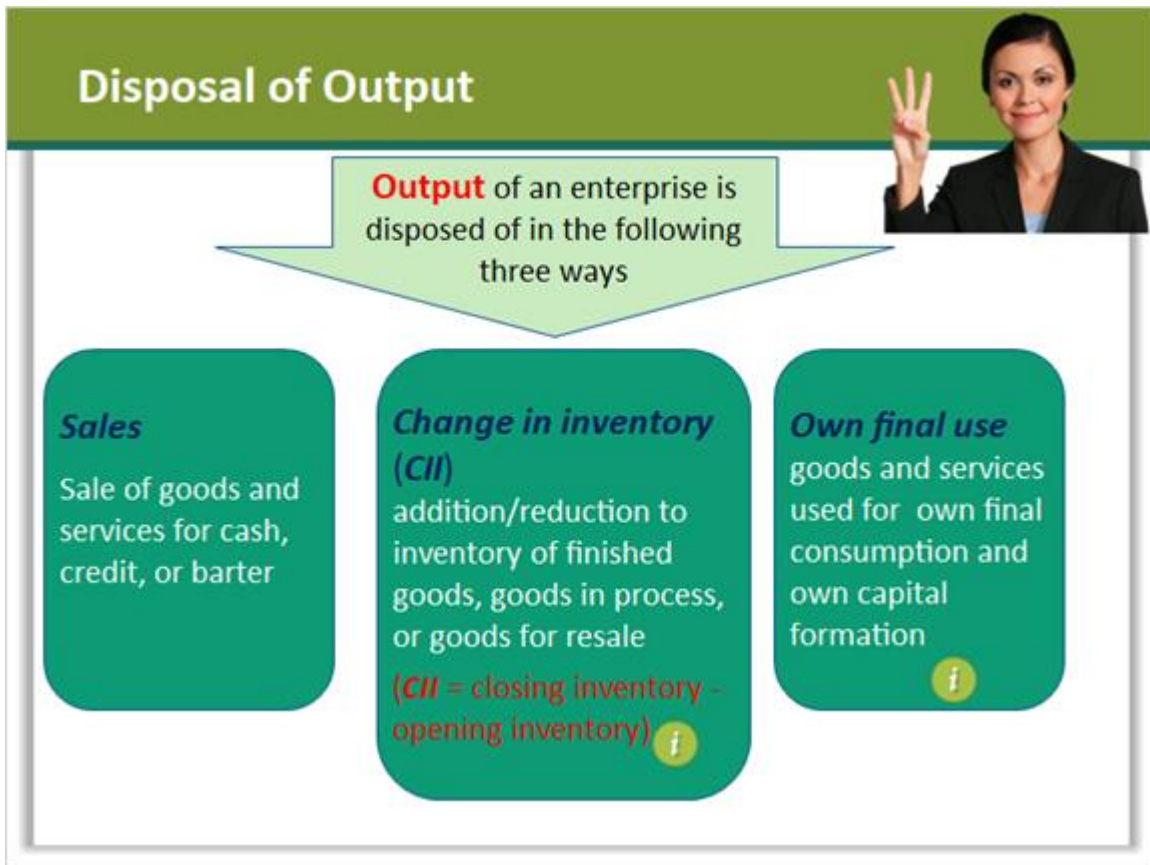 Disposal of Output
Output of an enterprise is
disposed of in the following
three ways
Sales
Sale of goods and
services for cash,
credit, or barter
Change in inventory
(CII)
addition/reduction to
inventory of finished
goods, goods in process,
or goods for resale
(CII = closing inventory -
opening inventory)
i
Own final use
goods and services
used for own final
consumption and
own capital
formation
i